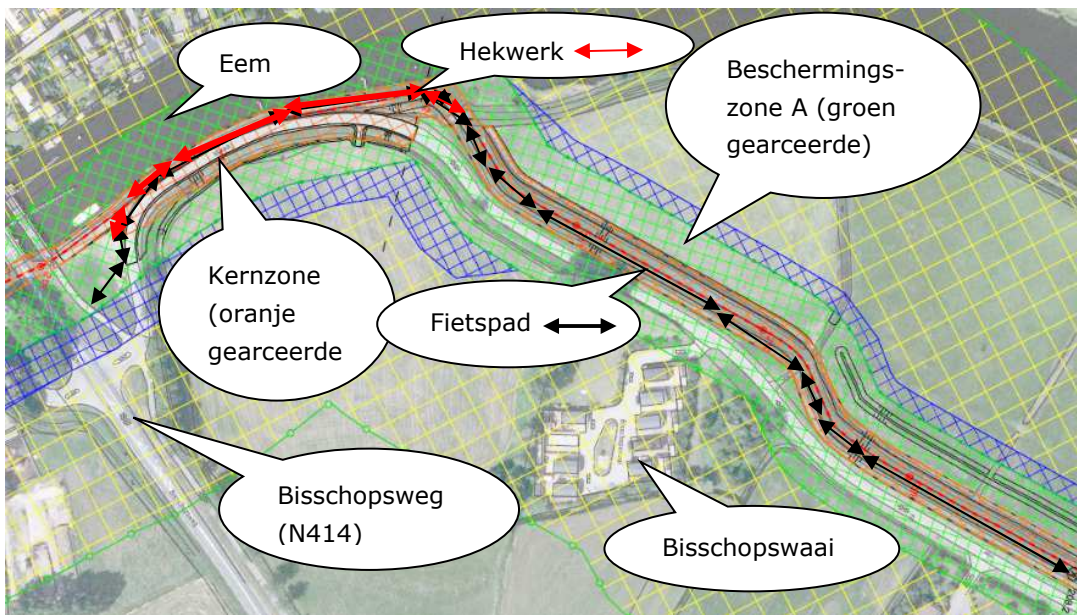 Eem
Hekwerk
Beschermings-
zone A (groen
gearceerde)
Kernzone
(oranje
gearceerde
Fietspad
Bisschopsweg
(N414)
Bisschopswaai